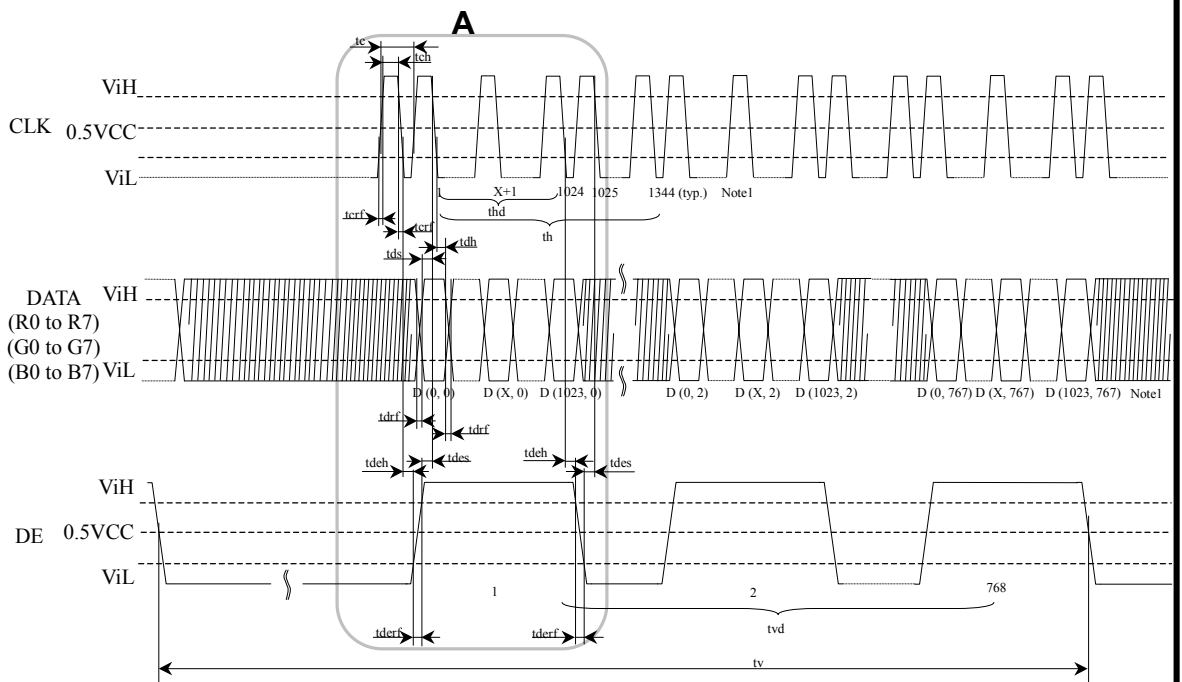 A
tc
tch
ViH
CLK 0.5VCC
ViL
1 X+1 1024 1025 1344 (typ.) Note1
thd
th
tcrf
tcrf
tdh
tds
DATA ViH
(R0 to R7)
(G0 to G7)
(B0 to B7) ViL
D (0, 0) D (X, 0) D (1023, 0) D (0, 2) D (X, 2) D (1023, 2) D (0, 767) D (X, 767) D (1023, 767) Note1
tdrf
tdrf
tdeh tdes tdeh tdes
ViH
DE 0.5VCC
ViL
1 2 768
tvd
tderf tderf
tv